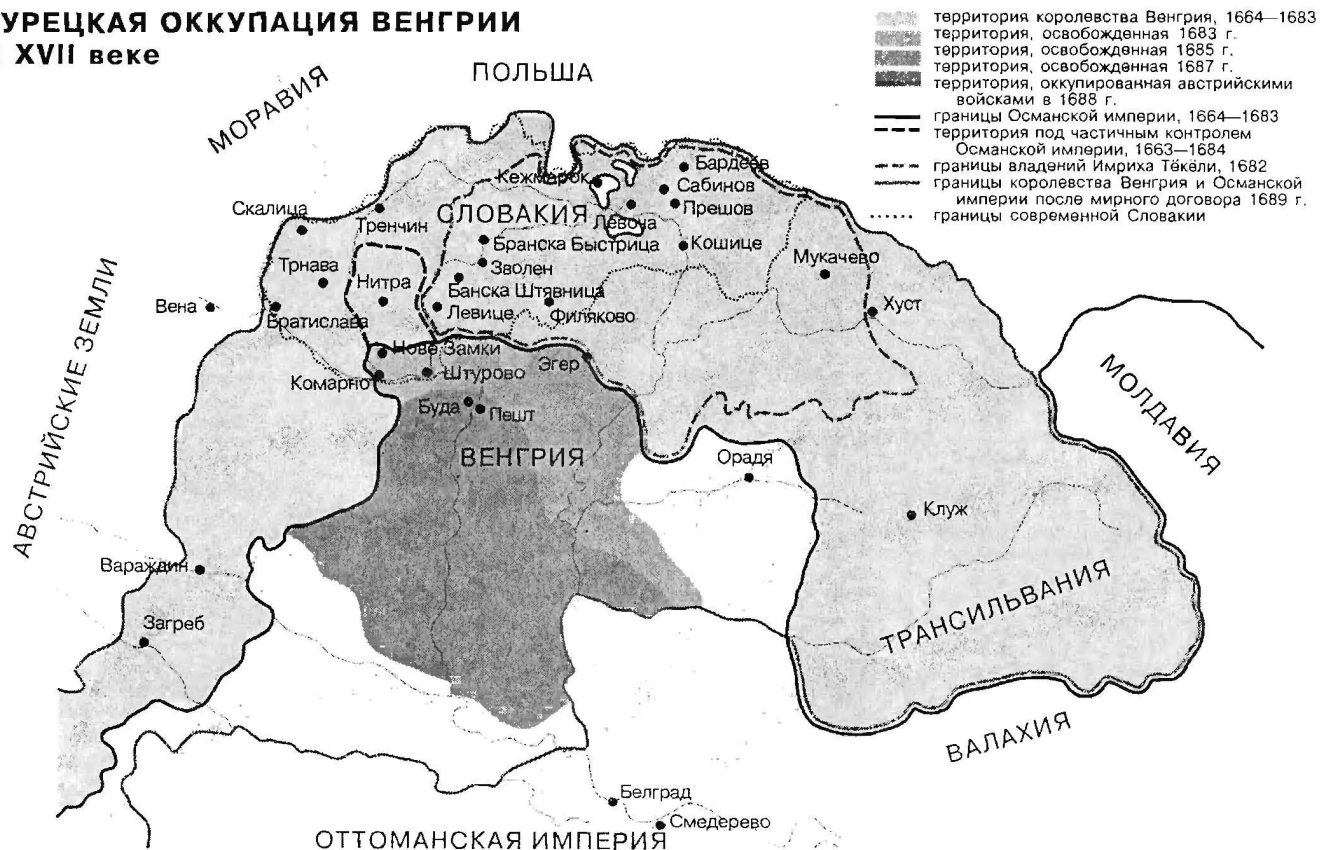 УРЕЦКАЯ ОККУПАЦИЯ ВЕНГРИИ
XVII веке
территория королевства Венгрия, 1664—1683
территория, освобожденная 1683 г.
территория, освобожденная 1685 г.
территория, освобожденная 1687 г.
территория, оккупированная австрийскими
войсками в 1688 г.
границы Османской империи, 1664—1683
территория под частичным контролем
Османской империи, 1663—1684
границы владений Имриха Тёкёли, 1682
границы королевства Венгрия и Османской
империи после мирного договора 1689 г.
границы современной Словакии
ПОЛЬША
МОРАВИЯ
Бардеев
Кежмарок
Сабинов
Скалица
Тренчин
СЛОВАКИЯ
Левоча
Прешов
Бранска Быстрица
Кошице
Трнава
Нитра
Зволен
Мукачево
Вена
Братислава
Банска Штявница
Левице
Филяково
Хуст
АВСТРИЙСКИЕ ЗЕМЛИ
Нове Замки
Комарно
Штурово
Эгер
МОЛДАВИЯ
Буда
Пешт
ВЕНГРИЯ
Орадя
Клуж
Вараждин
Загреб
ТРАНСИЛЬВАНИЯ
ВАЛАХИЯ
Белград
Смедерево
ОТТОМАНСКАЯ ИМПЕРИЯ